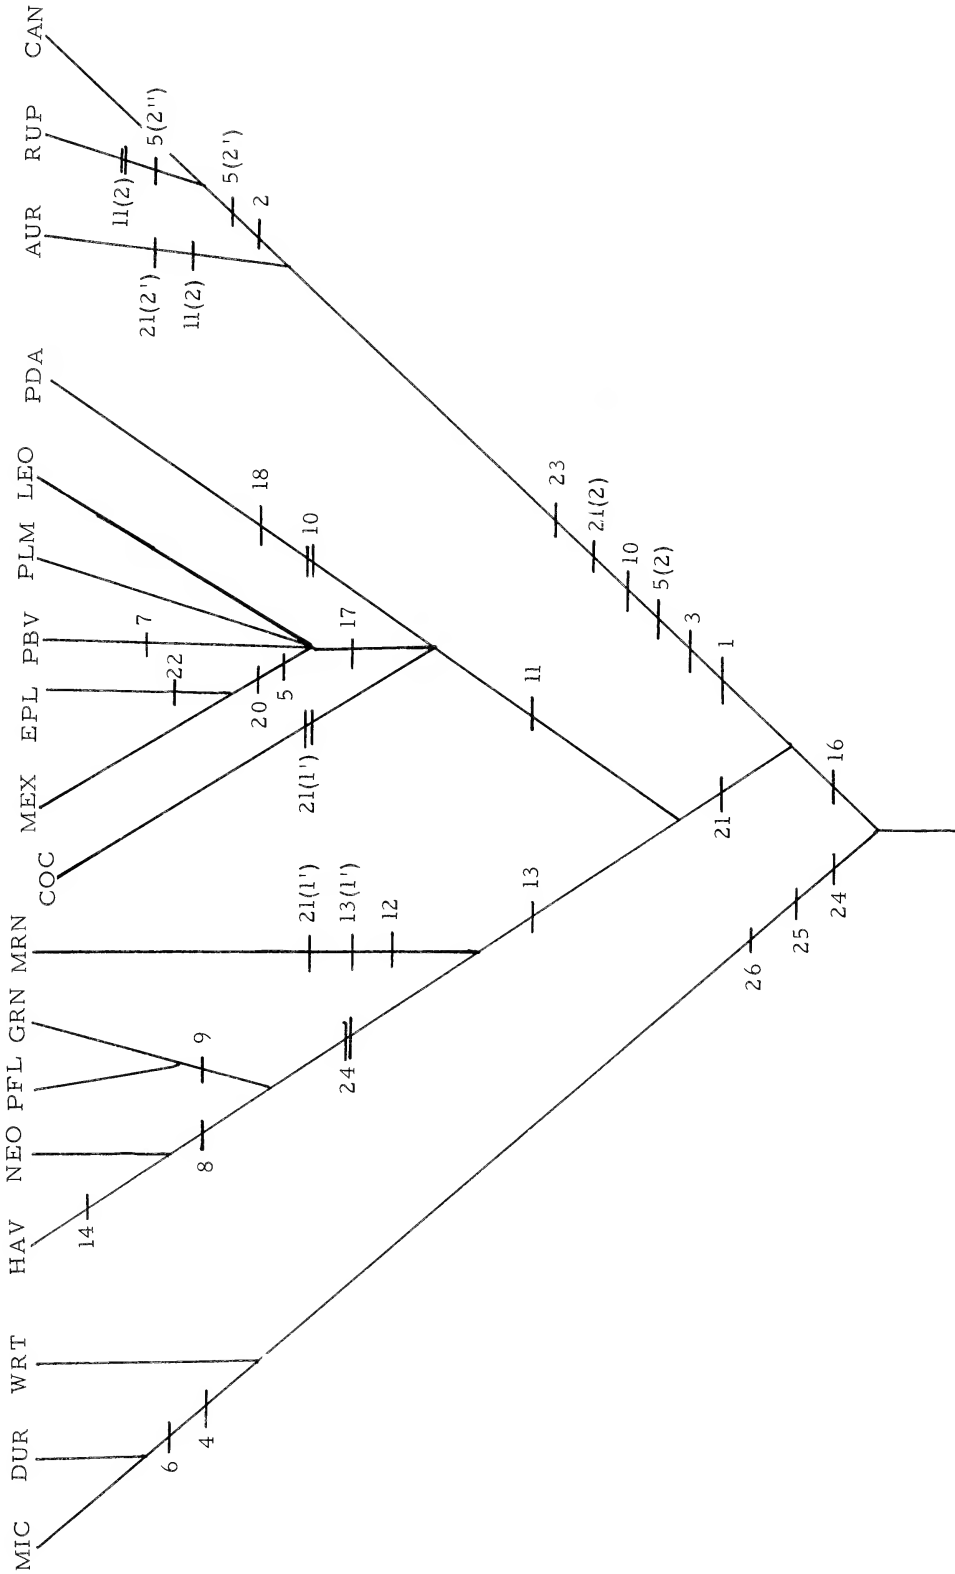 MIC
DUR
WRT
HAV
NEO
PFL
GRN
MRN
COC
MEX
EPL
PBV
PLM
LEO
PDA
AUR
RUP
CAN
14
8
9
24
21(1')
13(1')
12
13
21(1')
20
5
22
7
17
10
18
11
21
21(2')
11(2)
11(2)
5(2'')
5(2')
2
23
21(2)
10
5(2)
3
1
16
6
4
26
25
24